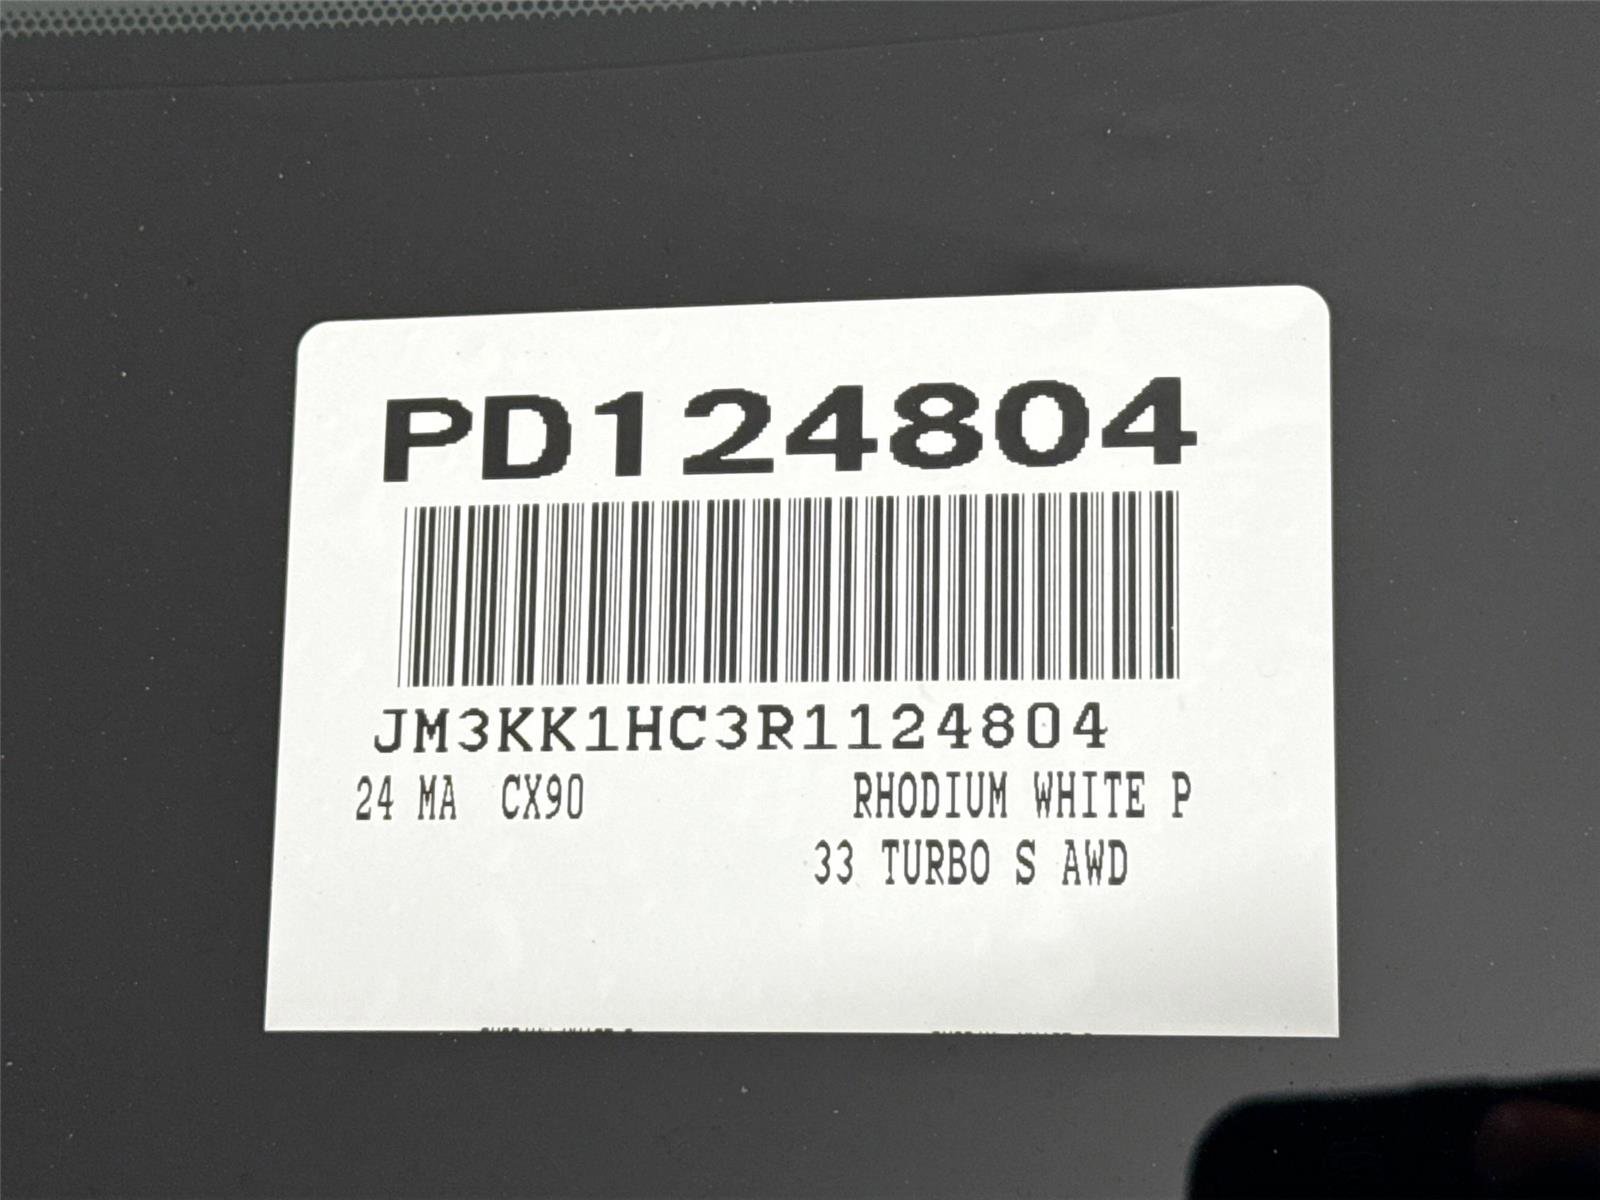 PD124804
JM3KK1HC3R1124804
24 MA CX90 RHODIUM WHITE P
33 TURBO S AWD